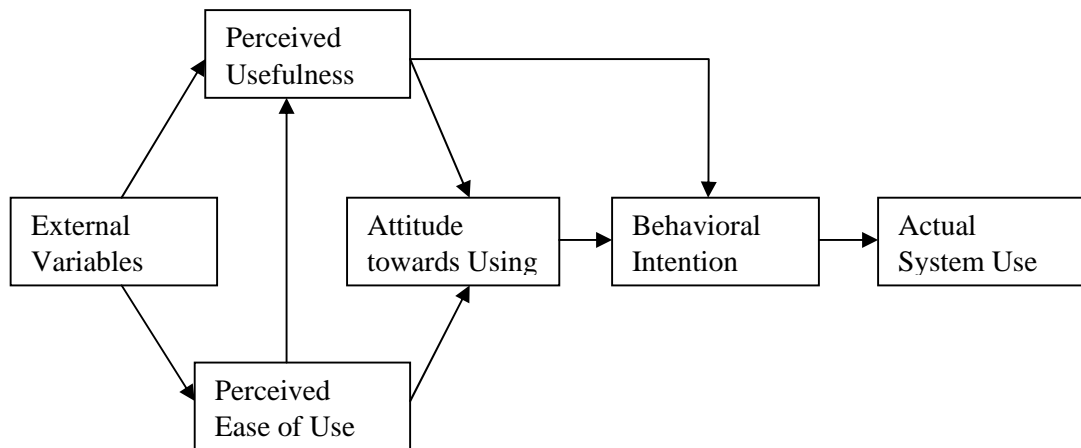 Perceived
Usefulness
External
Variables
Attitude
towards Using
Behavioral
Intention
Actual
System Use
Perceived
Ease of Use